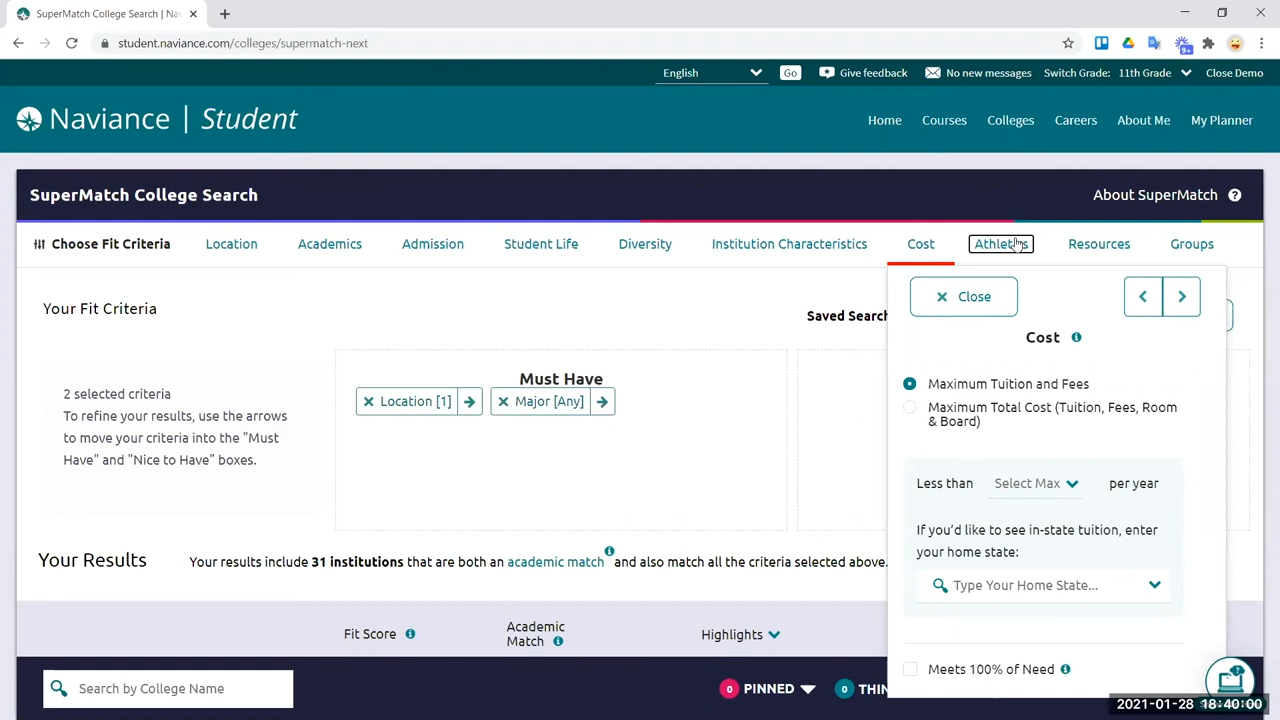 SuperMatch College Search | Na
student.naviance.com/colleges/supermatch-next
English
Go
Give feedback
No new messages
Switch Grade: 11th Grade
Close Demo
Naviance | Student
Home
Courses
Colleges
Careers
About Me
My Planner
SuperMatch College Search
About SuperMatch ?
Choose Fit Criteria
Location
Academics
Admission
Student Life
Diversity
Institution Characteristics
Cost
Resources
Groups
Your Fit Criteria
Saved Search
Close
Cost
2 selected criteria
To refine your results, use the arrows
to move your criteria into the "Must
Have" and "Nice to Have" boxes.
Must Have
Location [1]
Major [Any]
Maximum Tuition and Fees
Maximum Total Cost (Tuition, Fees, Room
& Board)
Less than Select Max per year
If you'd like to see in-state tuition, enter
your home state:
Type Your Home State...
Meets 100% of Need
Your Results
Your results include 31 institutions that are both an academic match and also match all the criteria selected above.
Fit Score
Academic
Match
Highlights
Search by College Name
0 PINNED
0 THIN
2021-01-28 18:40:00